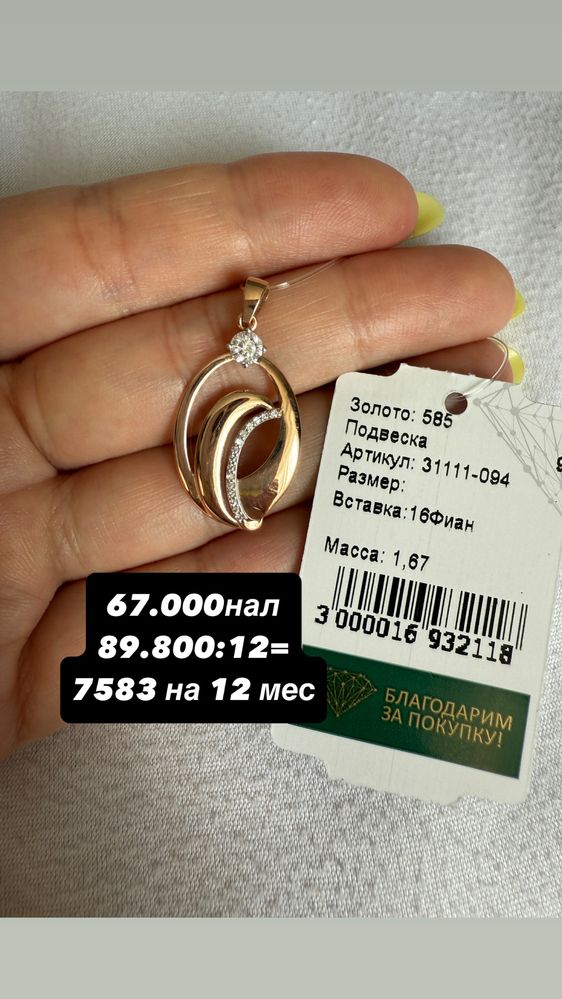 Золото: 585
Подвеска
Артикул: 31111-094
Размер:
Вставка:16Фиан
Масса: 1,67
3 000016 932118
67.000нал
89.800:12=
7583 на 12 мес
БЛАГОДАРИМ
ЗА ПОКУПКУ!